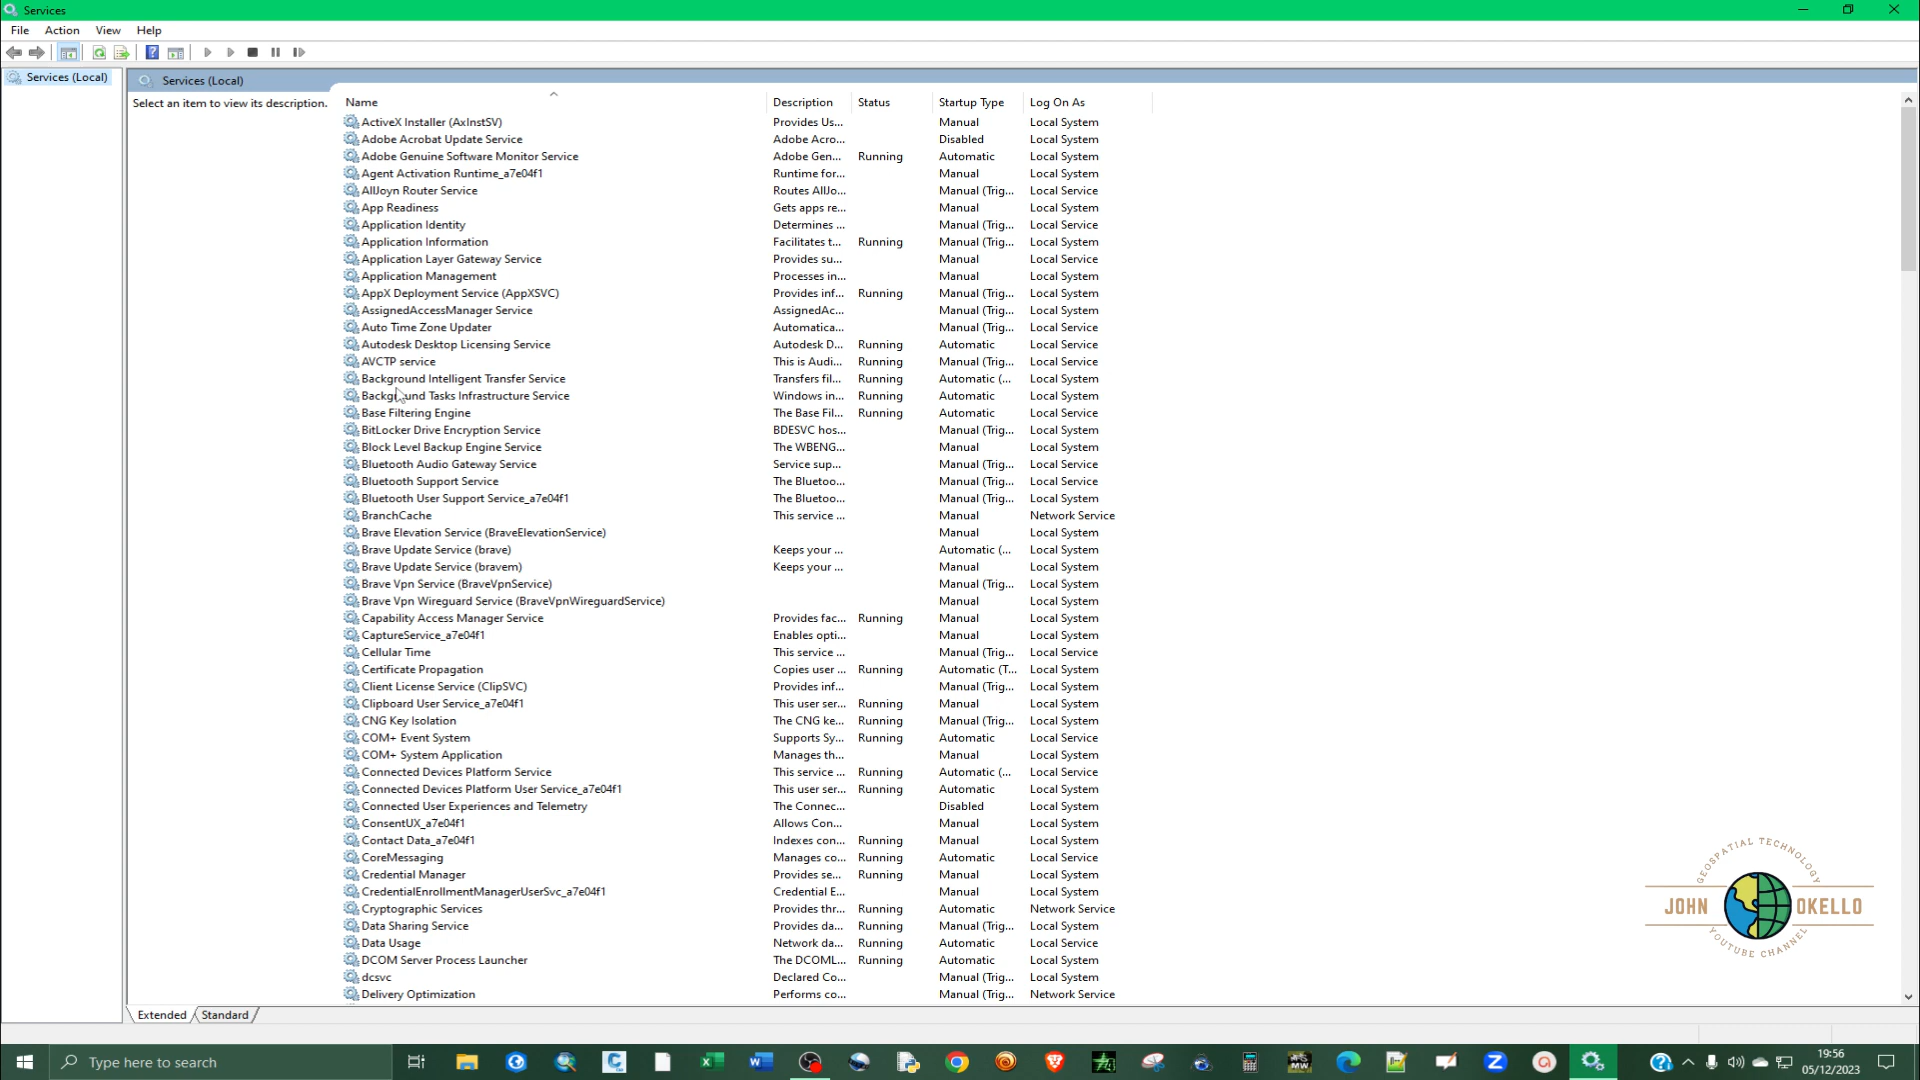 Services
File Action View Help
Services (Local)
Services (Local)
Select an item to view its description.
Name Description Status Startup Type Log On As
ActiveX Installer (AxInstSV) Provides Us... Manual Local System
Adobe Acrobat Update Service Adobe Acro... Disabled Local System
Adobe Genuine Software Monitor Service Adobe Gen... Running Automatic Local System
Agent Activation Runtime_a7e04f1 Runtime for... Manual Local System
AllJoyn Router Service Routes AllJo... Manual (Trig... Local Service
App Readiness Gets apps re... Manual Local System
Application Identity Determines ... Manual (Trig... Local Service
Application Information Facilitates t... Running Manual (Trig... Local System
Application Layer Gateway Service Provides su... Manual Local Service
Application Management Processes in... Manual Local System
AppX Deployment Service (AppXSVC) Provides inf... Running Manual (Trig... Local System
AssignedAccessManager Service AssignedAc... Manual (Trig... Local System
Auto Time Zone Updater Automatica... Manual (Trig... Local Service
Autodesk Desktop Licensing Service Autodesk D... Running Automatic Local System
AVCTP service This is Audi... Running Manual (Trig... Local Service
Background Intelligent Transfer Service Transfers fil... Running Automatic (... Local System
Background Tasks Infrastructure Service Windows in... Running Automatic Local System
Base Filtering Engine The Base Fil... Running Automatic Local Service
BitLocker Drive Encryption Service BDESVC hos... Manual (Trig... Local System
Block Level Backup Engine Service The WBENG... Manual Local System
Bluetooth Audio Gateway Service Service sup... Manual (Trig... Local Service
Bluetooth Support Service The Bluetoo... Manual (Trig... Local Service
Bluetooth User Support Service_a7e04f1 The Bluetoo... Manual (Trig... Local System
BranchCache This service ... Manual Network Service
Brave Elevation Service (BraveElevationService) Manual Local System
Brave Update Service (brave) Keeps your ... Automatic (... Local System
Brave Update Service (bravem) Keeps your ... Manual Local System
Brave Vpn Service (BraveVpnService) Manual (Trig... Local System
Brave Vpn Wireguard Service (BraveVpnWireguardService) Manual Local System
Capability Access Manager Service Provides fac... Running Manual Local System
CaptureService_a7e04f1 Enables opti... Manual Local System
Cellular Time This service ... Manual (Trig... Local Service
Certificate Propagation Copies user ... Running Automatic (T... Local System
Client License Service (ClipSVC) Provides inf... Manual (Trig... Local System
Clipboard User Service_a7e04f1 This user ser... Running Manual Local System
CNG Key Isolation The CNG ke... Running Manual (Trig... Local System
COM+ Event System Supports Sy... Running Automatic Local Service
COM+ System Application Manages th... Manual Local System
Connected Devices Platform Service This service ... Running Automatic (... Local Service
Connected Devices Platform User Service_a7e04f1 This user ser... Running Automatic Local System
Connected User Experiences and Telemetry The Connec... Disabled Local System
ConsentUX_a7e04f1 Allows Con... Manual Local System
Contact Data_a7e04f1 Indexes con... Running Manual Local System
CoreMessaging Manages co... Running Automatic Local Service
Credential Manager Provides se... Running Manual Local System
CredentialEnrollmentManagerUserSvc_a7e04f1 Credential E... Manual Local System
Cryptographic Services Provides thr... Running Automatic Network Service
Data Sharing Service Provides da... Running Manual (Trig... Local System
Data Usage Network da... Running Automatic Local Service
DCOM Server Process Launcher The DCOML... Running Automatic Local System
dcsvc Declared Co... Manual (Trig... Local System
Delivery Optimization Performs co... Manual (Trig... Network Service
GEOSPATIAL TECHNOLOGY
JOHN OKELLO
YOUTUBE CHANNEL
Extended Standard
Type here to search
19:56
05/12/2023